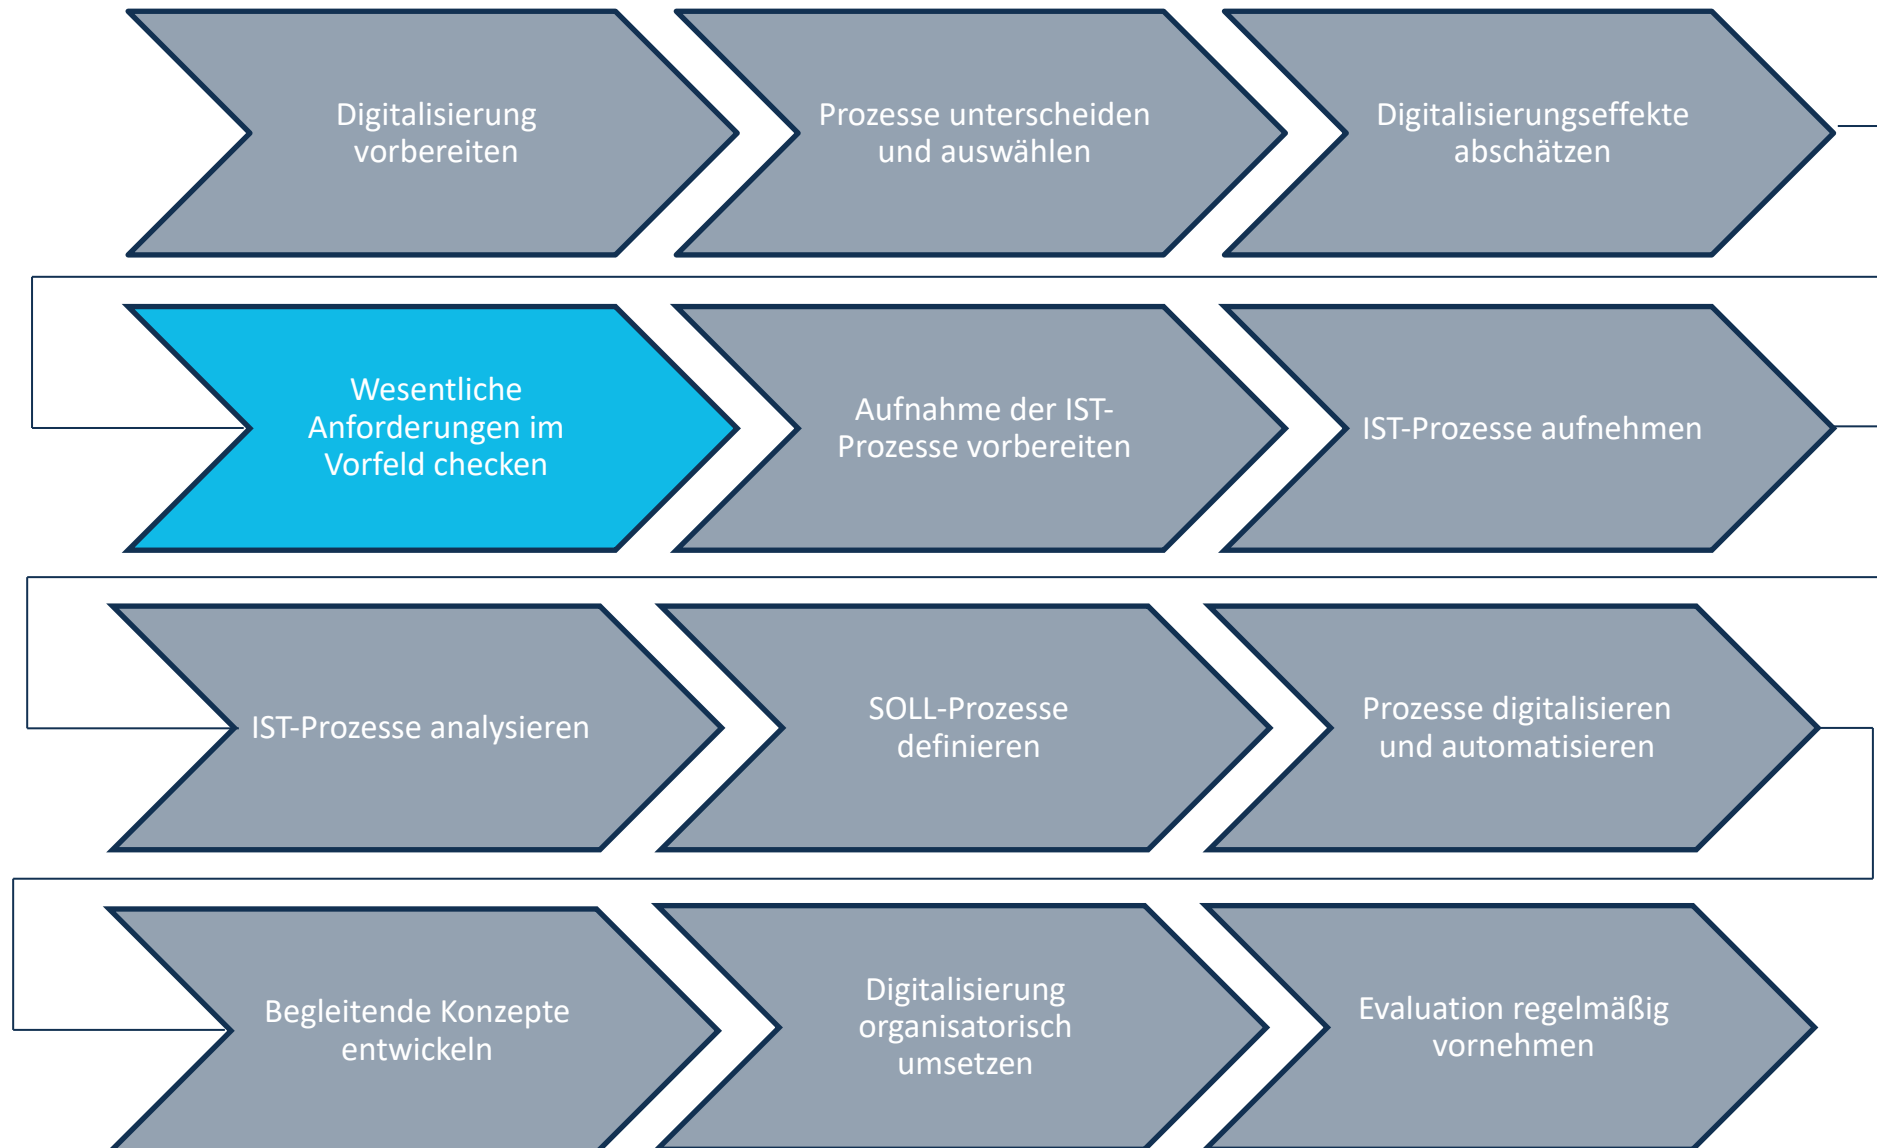 Digitalisierung
vorbereiten
Prozesse unterscheiden
und auswählen
Digitalisierungseffekte
abschätzen
Wesentliche
Anforderungen im
Vorfeld checken
Aufnahme der IST-
Prozesse vorbereiten
IST-Prozesse aufnehmen
IST-Prozesse analysieren
SOLL-Prozesse
definieren
Prozesse digitalisieren
und automatisieren
Begleitende Konzepte
entwickeln
Digitalisierung
organisatorisch
umsetzen
Evaluation regelmäßig
vornehmen